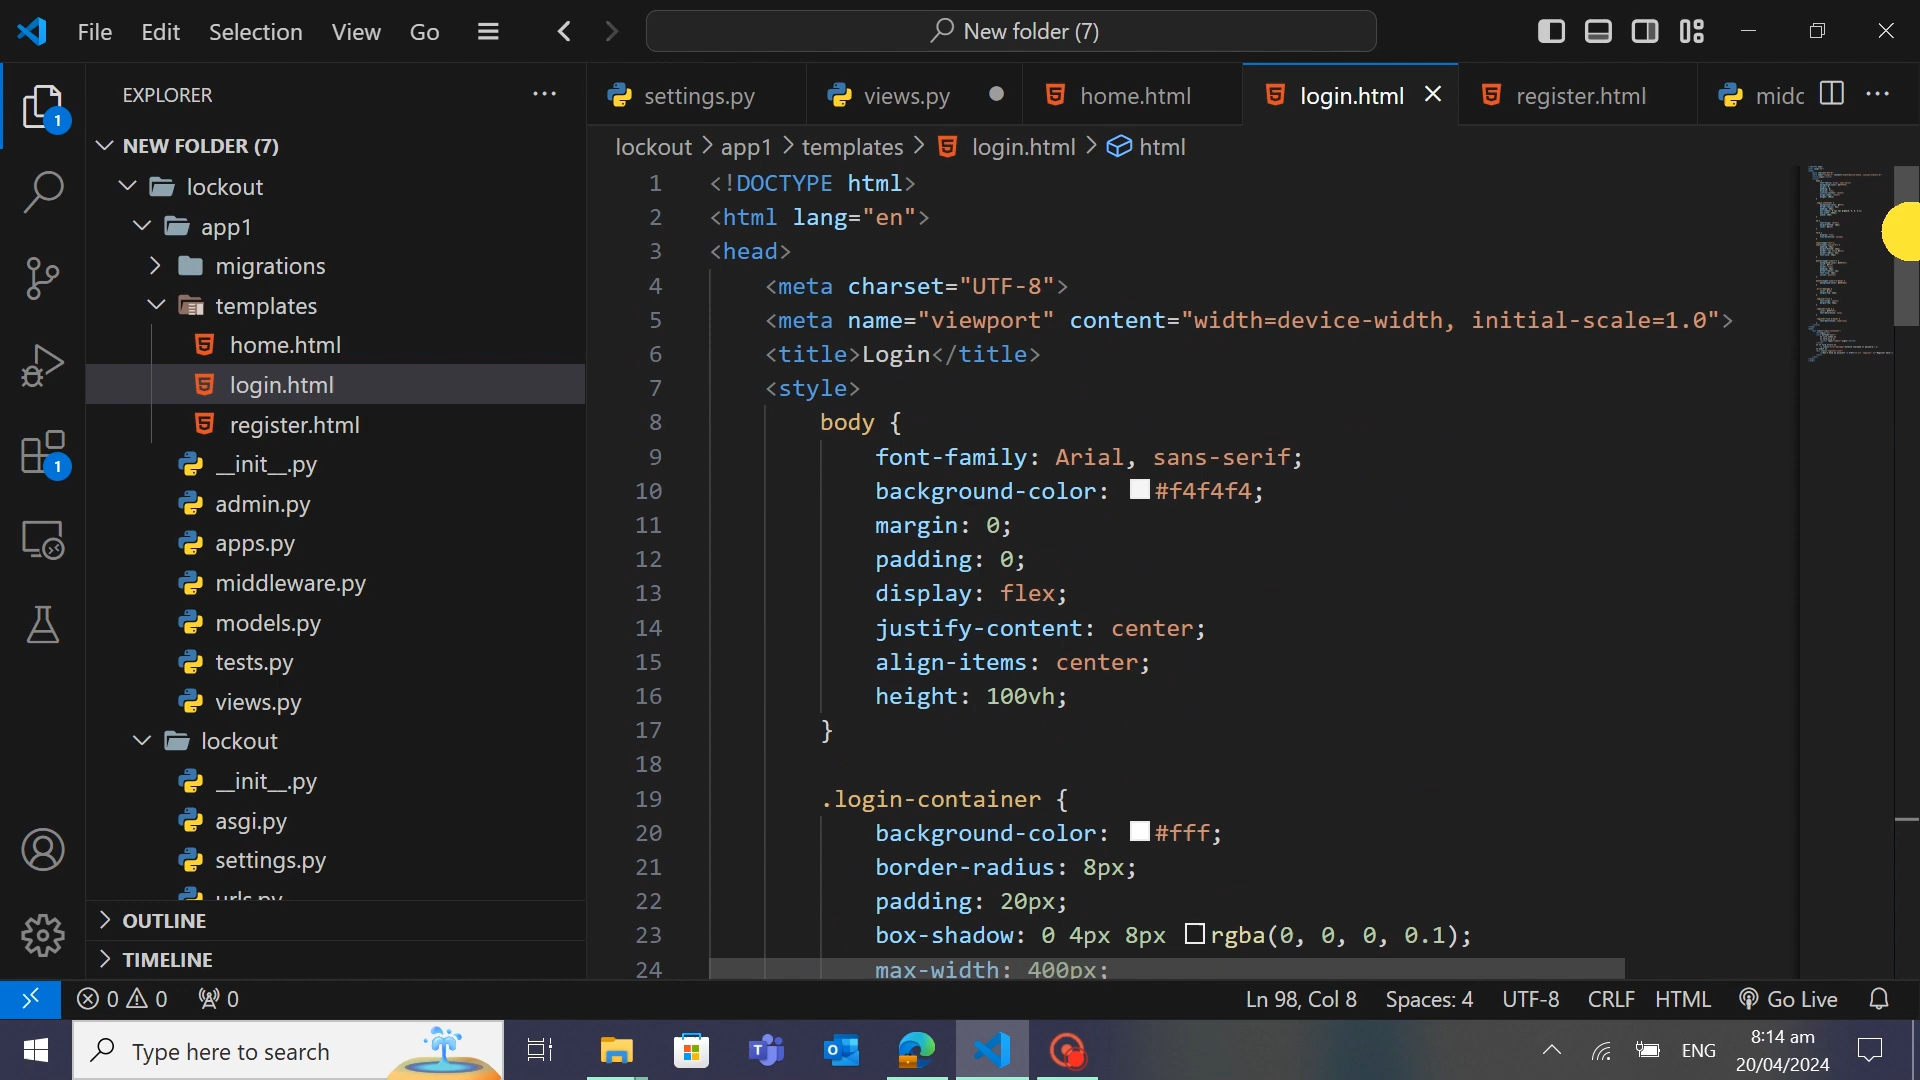 File Edit Selection View Go
New folder (7)
EXPLORER
NEW FOLDER (7)
lockout
app1
migrations
templates
home.html
login.html
register.html
__init__.py
admin.py
apps.py
middleware.py
models.py
tests.py
views.py
lockout
__init__.py
asgi.py
settings.py
urls.py
OUTLINE
TIMELINE
1
1
settings.py views.py home.html login.html register.html midc
lockout > app1 > templates > login.html > html
1 <!DOCTYPE html>
2 <html lang="en">
3 <head>
4 <meta charset="UTF-8">
5 <meta name="viewport" content="width=device-width, initial-scale=1.0">
6 <title>Login</title>
7 <style>
8 body {
9 font-family: Arial, sans-serif;
10 background-color: #f4f4f4;
11 margin: 0;
12 padding: 0;
13 display: flex;
14 justify-content: center;
15 align-items: center;
16 height: 100vh;
17 }
18
19 .login-container {
20 background-color: #fff;
21 border-radius: 8px;
22 padding: 20px;
23 box-shadow: 0 4px 8px rgba(0, 0, 0, 0.1);
24 max-width: 400px;
0 0 0 Ln 98, Col 8 Spaces: 4 UTF-8 CRLF HTML Go Live
Type here to search
ENG
8:14 am
20/04/2024